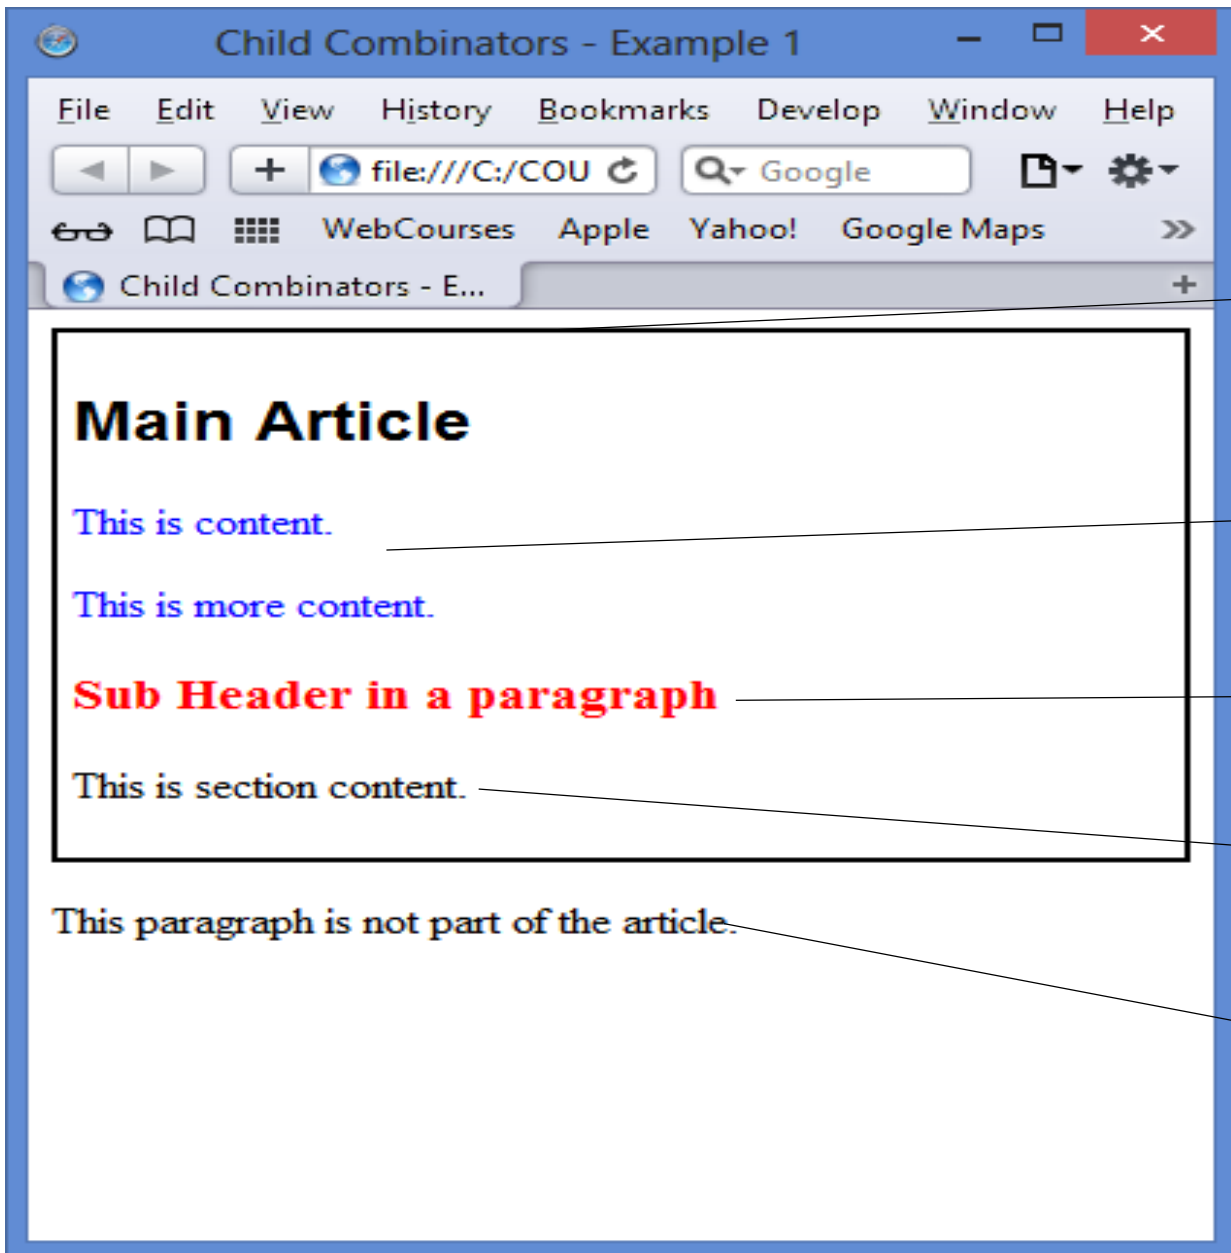 Child Combinators - Example 1
File Edit View History Bookmarks Develop Window Help
file:///C:/COU Google
WebCourses Apple Yahoo! Google Maps
Child Combinators - E...
Main Article
This is content.
This is more content.
Sub Header in a paragraph
This is section content.
This paragraph is not part of the article.